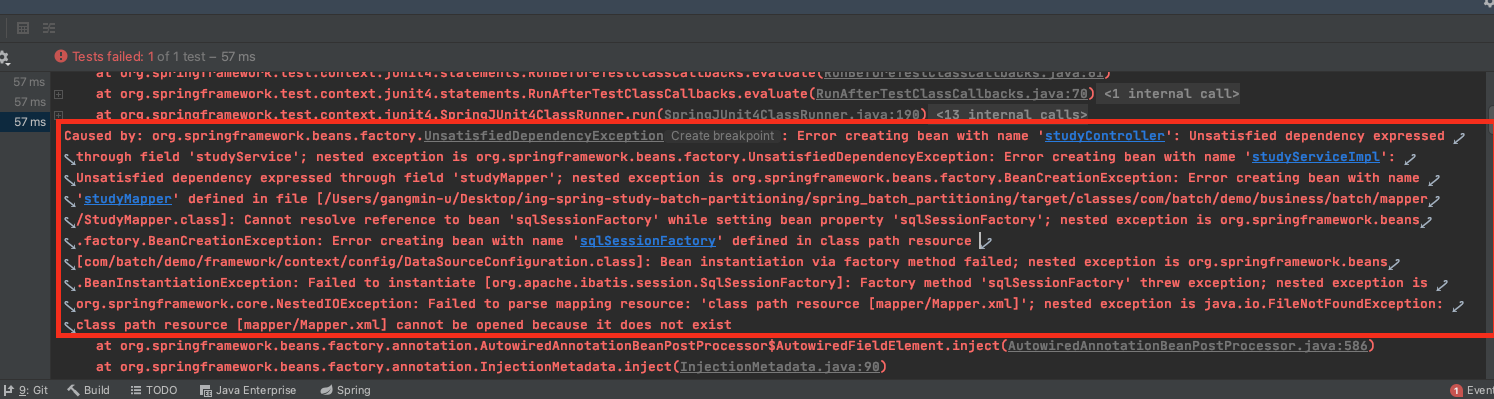 Tests failed: 1 of 1 test – 57 ms
57 ms
at org.springframework.test.context.junit4.statements.RunBeforeTestClassCallbacks.evaluate(RunBeforeTestClassCallbacks.java:61)
57 ms
at org.springframework.test.context.junit4.statements.RunAfterTestClassCallbacks.evaluate(RunAfterTestClassCallbacks.java:70) <1 internal call>
at org.springframework.test.context.junit4.SpringJUnit4ClassRunner.run(SpringJUnit4ClassRunner.java:190) <13 internal calls>
57 ms
Caused by: org.springframework.beans.factory.UnsatisfiedDependencyException Create breakpoint : Error creating bean with name 'studyController': Unsatisfied dependency expressed
through field 'studyService'; nested exception is org.springframework.beans.factory.UnsatisfiedDependencyException: Error creating bean with name 'studyServiceImpl':
Unsatisfied dependency expressed through field 'studyMapper'; nested exception is org.springframework.beans.factory.BeanCreationException: Error creating bean with name
'studyMapper' defined in file [/Users/gangmin-u/Desktop/ing-spring-study-batch-partitioning/spring_batch_partitioning/target/classes/com/batch/demo/business/batch/mapper
/StudyMapper.class]: Cannot resolve reference to bean 'sqlSessionFactory' while setting bean property 'sqlSessionFactory'; nested exception is org.springframework.beans
.factory.BeanCreationException: Error creating bean with name 'sqlSessionFactory' defined in class path resource
[com/batch/demo/framework/context/config/DataSourceConfiguration.class]: Bean instantiation via factory method failed; nested exception is org.springframework.beans
.BeanInstantiationException: Failed to instantiate [org.apache.ibatis.session.SqlSessionFactory]: Factory method 'sqlSessionFactory' threw exception; nested exception is
org.springframework.core.NestedIOException: Failed to parse mapping resource: 'class path resource [mapper/Mapper.xml]'; nested exception is java.io.FileNotFoundException:
class path resource [mapper/Mapper.xml] cannot be opened because it does not exist
at org.springframework.beans.factory.annotation.AutowiredAnnotationBeanPostProcessor$AutowiredFieldElement.inject(AutowiredAnnotationBeanPostProcessor.java:586)
at org.springframework.beans.factory.annotation.InjectionMetadata.inject(InjectionMetadata.java:90)
9: Git Build TODO Java Enterprise Spring 1 Event